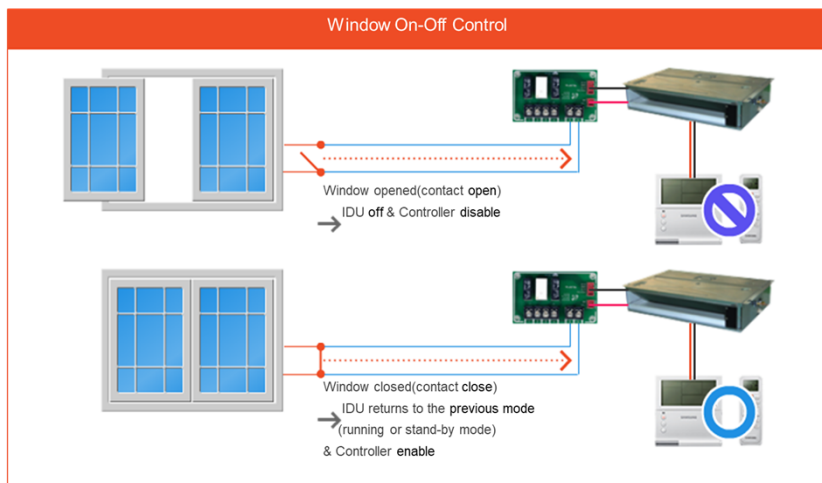 Window On-Off Control
Window opened(contact open)
IDU off & Controller disable
Window closed(contact close)
IDU returns to the previous mode
(running or stand-by mode)
& Controller enable